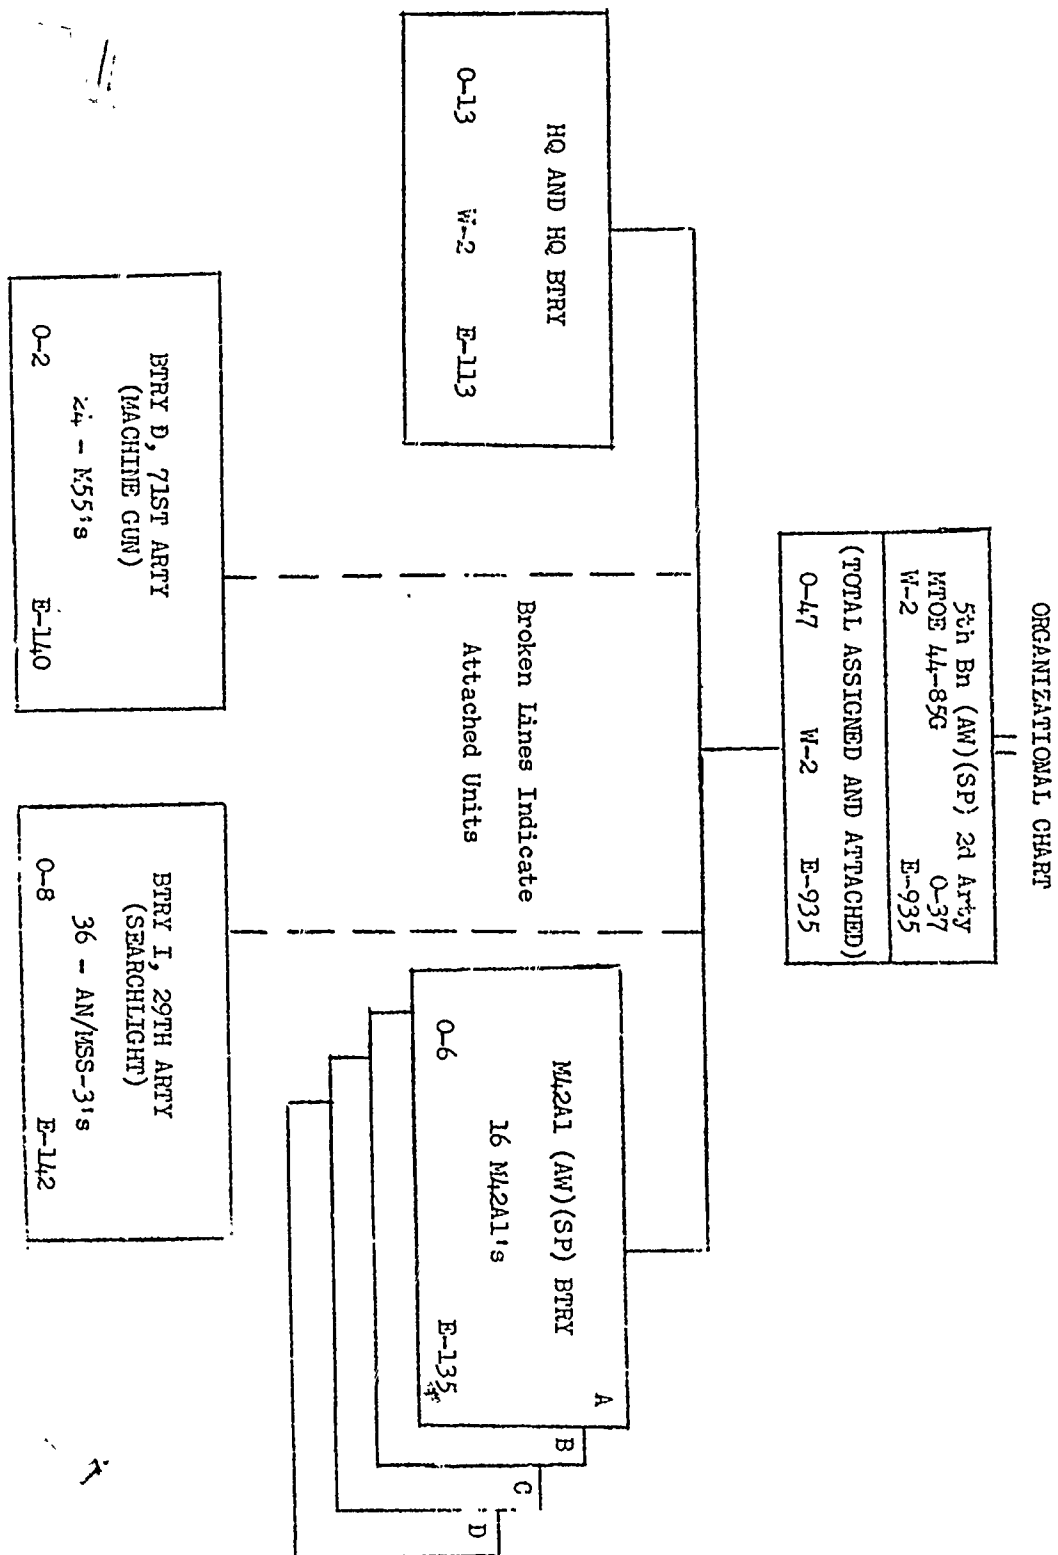 ORGANIZATIONAL CHART
5th Bn (AW)(SP) 2d Arty
MTOE 44-85G O-37
W-2 E-935
(TOTAL ASSIGNED AND ATTACHED)
O-47 W-2 E-935
HQ AND HQ BTRY
O-13 W-2 E-113
M42A1 (AW)(SP) BTRY
16 M42A1's
O-6 E-135
A
B
C
D
Broken Lines Indicate
Attached Units
BTRY D, 71ST ARTY
(MACHINE GUN)
24 - M55's
O-2 E-140
BTRY I, 29TH ARTY
(SEARCHLIGHT)
36 - AN/MSS-3's
O-8 E-142